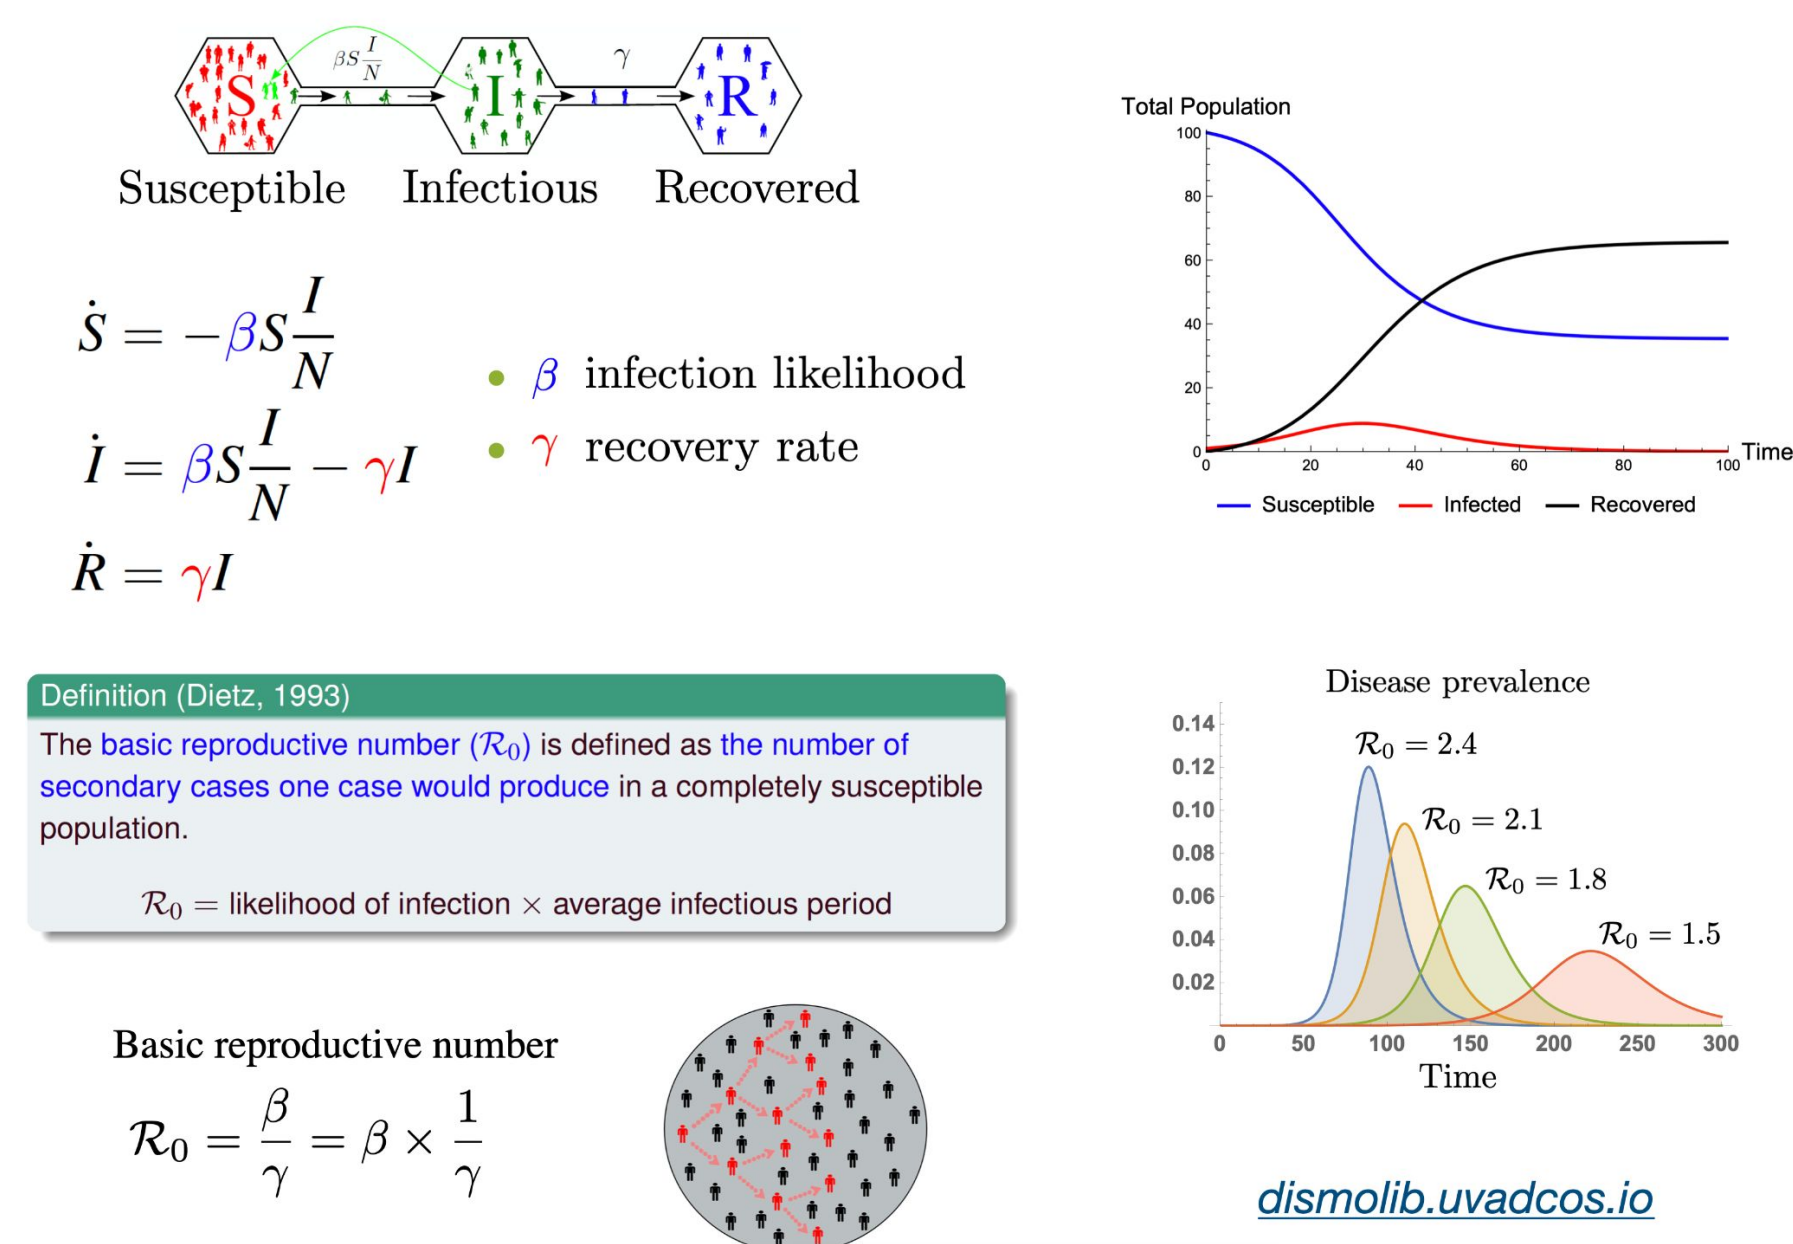 S
βS I/N
I
γ
R
Susceptible Infectious Recovered
Ṡ = −βS I/N
İ = βS I/N − γI
Ṙ = γI
• β infection likelihood
• γ recovery rate
Total Population
100
80
60
40
20
0
0 20 40 60 80 100
Time
Susceptible Infected Recovered
Definition (Dietz, 1993)
The basic reproductive number (ℛ₀) is defined as the number of
secondary cases one case would produce in a completely susceptible
population.
ℛ₀ = likelihood of infection × average infectious period
Basic reproductive number
ℛ₀ = β/γ = β × 1/γ
Disease prevalence
0.14
0.12
0.10
0.08
0.06
0.04
0.02
ℛ₀ = 2.4
ℛ₀ = 2.1
ℛ₀ = 1.8
ℛ₀ = 1.5
0 50 100 150 200 250 300
Time
dismolib.uvadcos.io